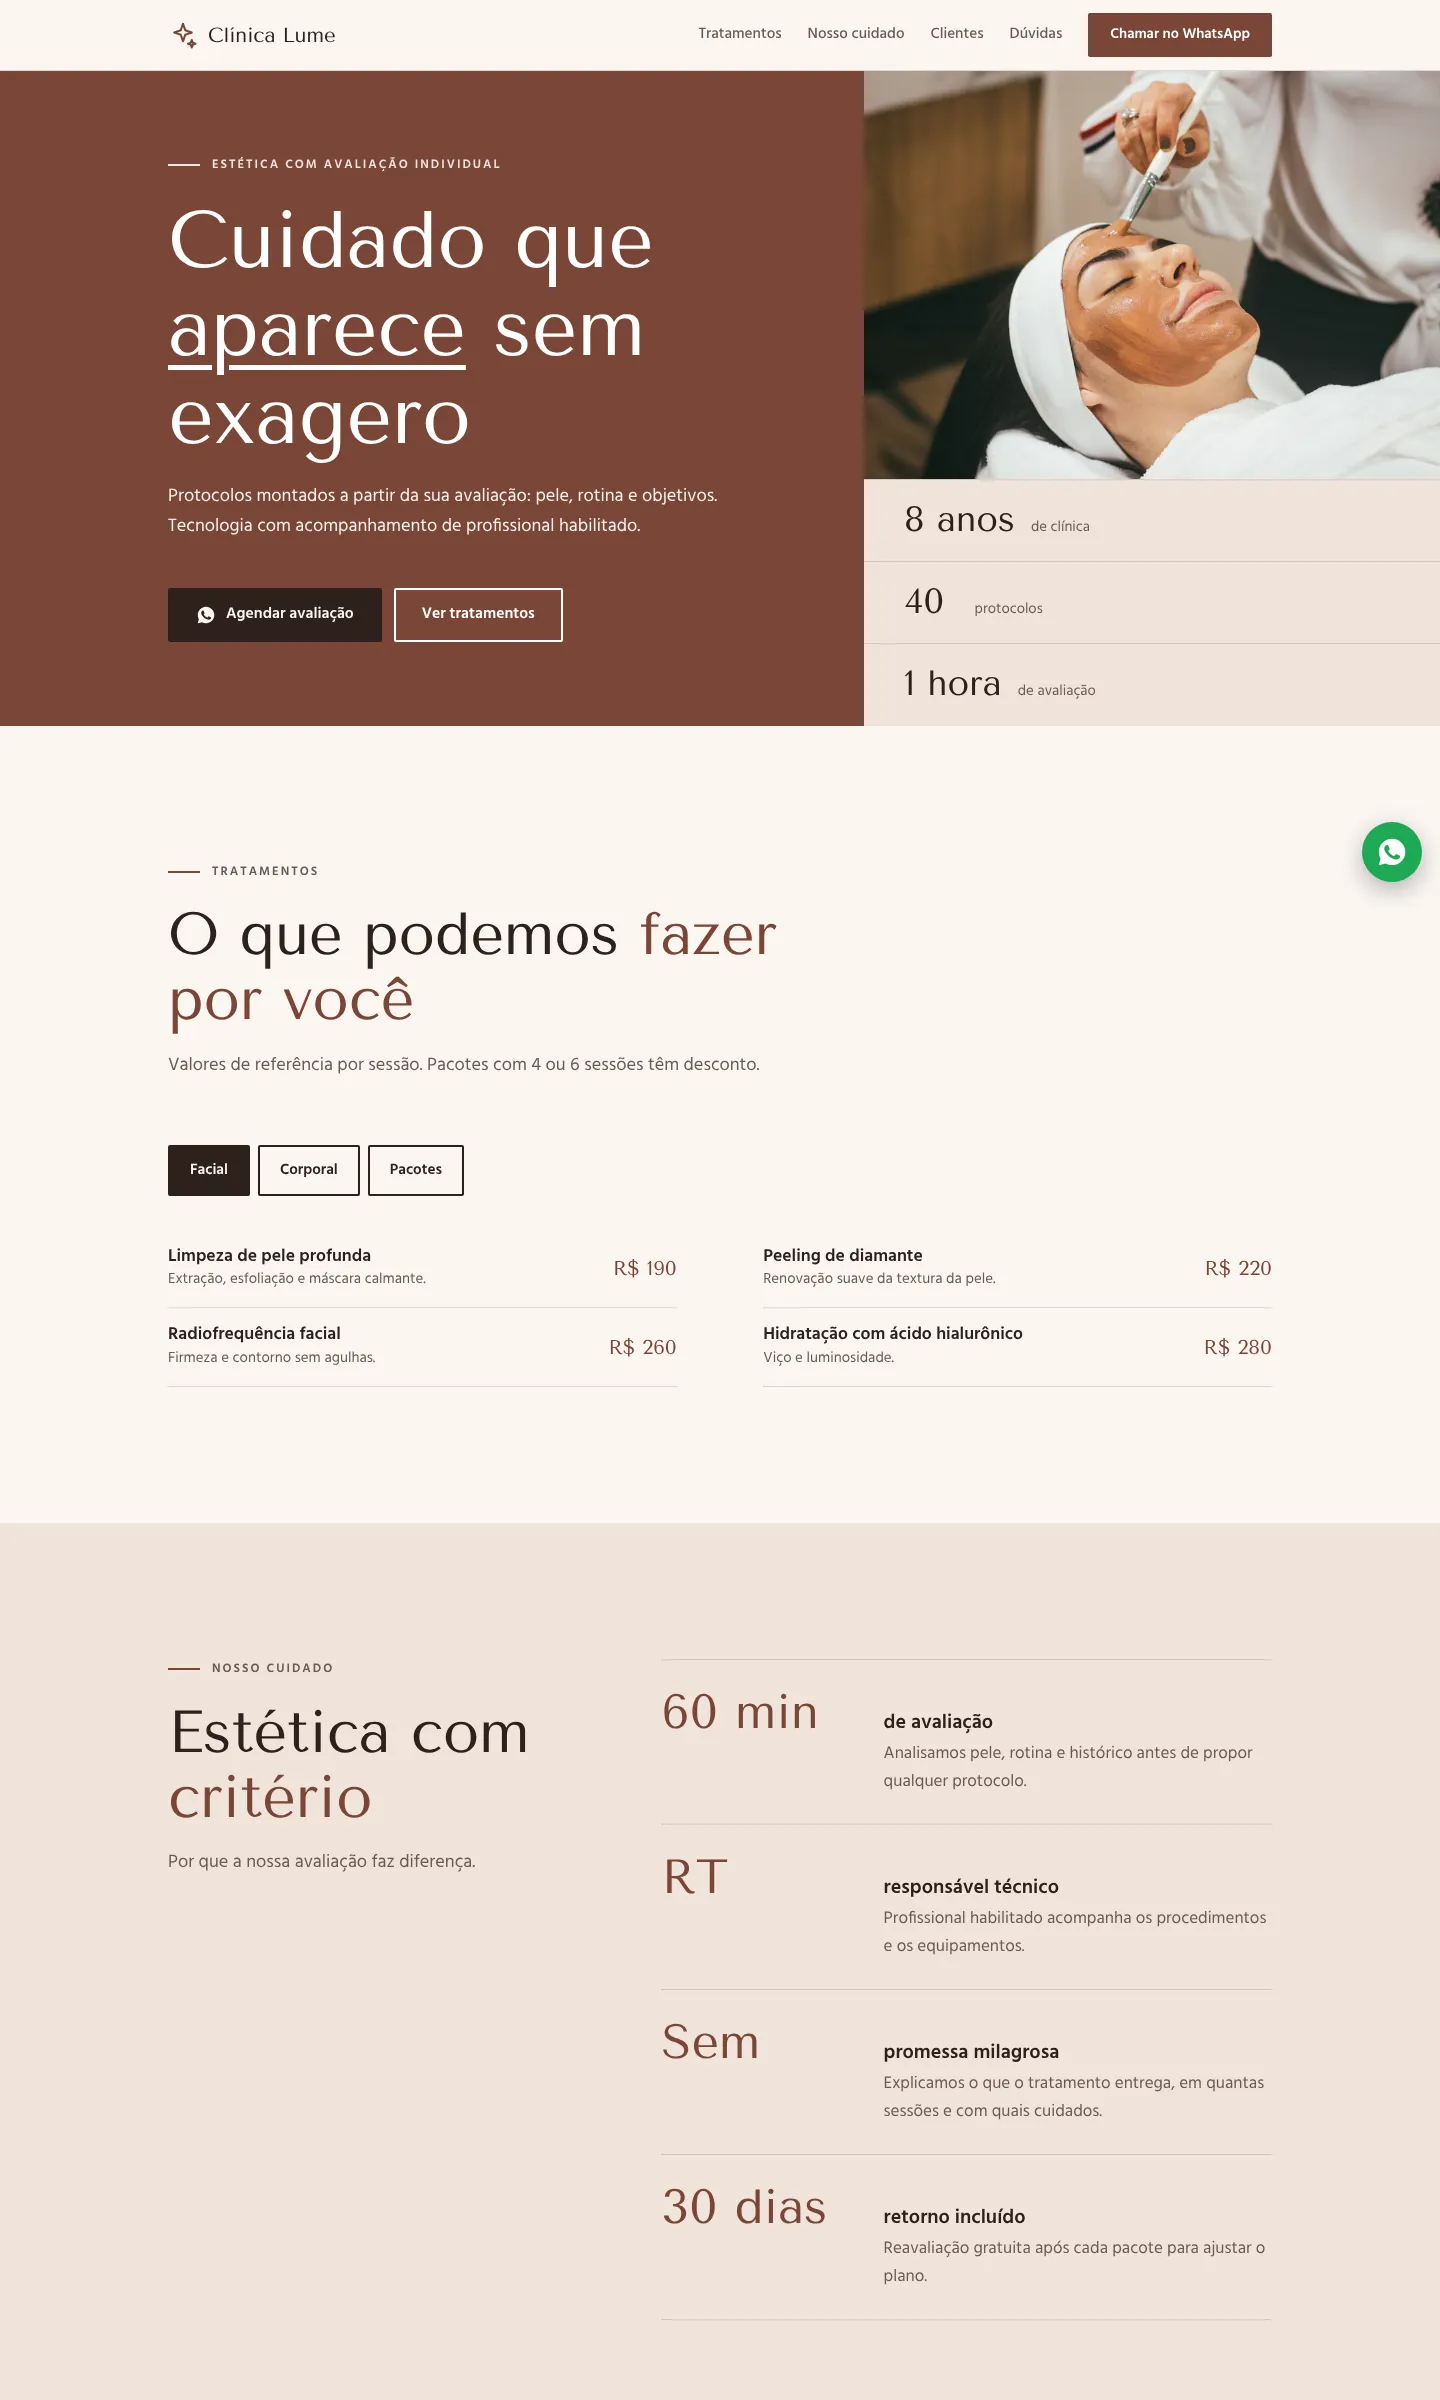 Clínica Lume
Tratamentos
Nosso cuidado
Clientes
Dúvidas
Chamar no WhatsApp
ESTÉTICA COM AVALIAÇÃO INDIVIDUAL
Cuidado que
aparece sem
exagero
Protocolos montados a partir da sua avaliação: pele, rotina e objetivos.
Tecnologia com acompanhamento de profissional habilitado.
Agendar avaliação
Ver tratamentos
8 anos de clínica
40 protocolos
1 hora de avaliação
TRATAMENTOS
O que podemos fazer
por você
Valores de referência por sessão. Pacotes com 4 ou 6 sessões têm desconto.
Facial
Corporal
Pacotes
Limpeza de pele profunda
Extração, esfoliação e máscara calmante.
R$ 190
Peeling de diamante
Renovação suave da textura da pele.
R$ 220
Radiofrequência facial
Firmeza e contorno sem agulhas.
R$ 260
Hidratação com ácido hialurônico
Viço e luminosidade.
R$ 280
NOSSO CUIDADO
Estética com
critério
Por que a nossa avaliação faz diferença.
60 min
de avaliação
Analisamos pele, rotina e histórico antes de propor
qualquer protocolo.
RT
responsável técnico
Profissional habilitado acompanha os procedimentos
e os equipamentos.
Sem
promessa milagrosa
Explicamos o que o tratamento entrega, em quantas
sessões e com quais cuidados.
30 dias
retorno incluído
Reavaliação gratuita após cada pacote para ajustar o
plano.